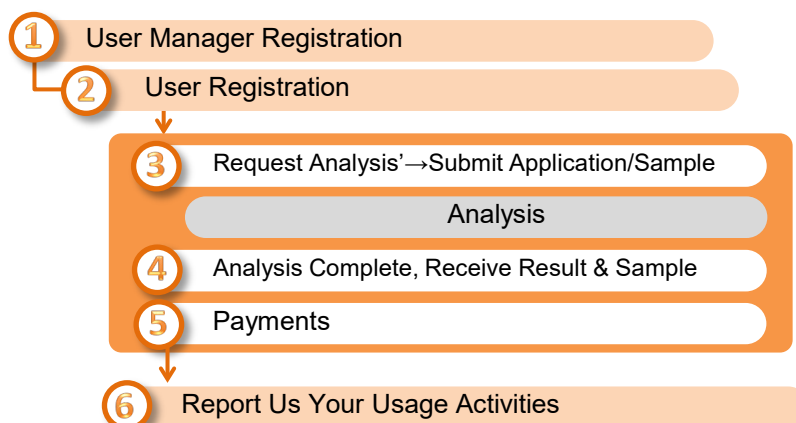 1 User Manager Registration
2 User Registration
3 Request Analysis’→Submit Application/Sample
Analysis
4 Analysis Complete, Receive Result & Sample
5 Payments
6 Report Us Your Usage Activities